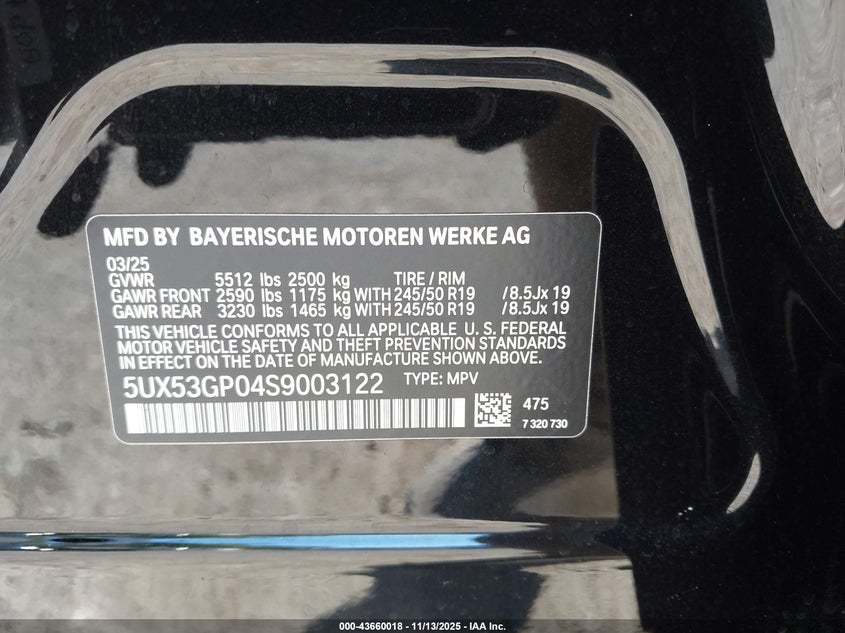 MFD BY BAYERISCHE MOTOREN WERKE AG
03/25
GVWR 5512 lbs 2500 kg TIRE / RIM
GAWR FRONT 2590 lbs 1175 kg WITH 245/50 R19 /8.5Jx 19
GAWR REAR 3230 lbs 1465 kg WITH 245/50 R19 /8.5Jx 19
THIS VEHICLE CONFORMS TO ALL APPLICABLE U. S. FEDERAL
MOTOR VEHICLE SAFETY AND THEFT PREVENTION STANDARDS
IN EFFECT ON THE DATE OF MANUFACTURE SHOWN ABOVE.
5UX53GP04S9003122 TYPE: MPV
475
7 320 730
000-43660018 - 11/13/2025 - IAA Inc.